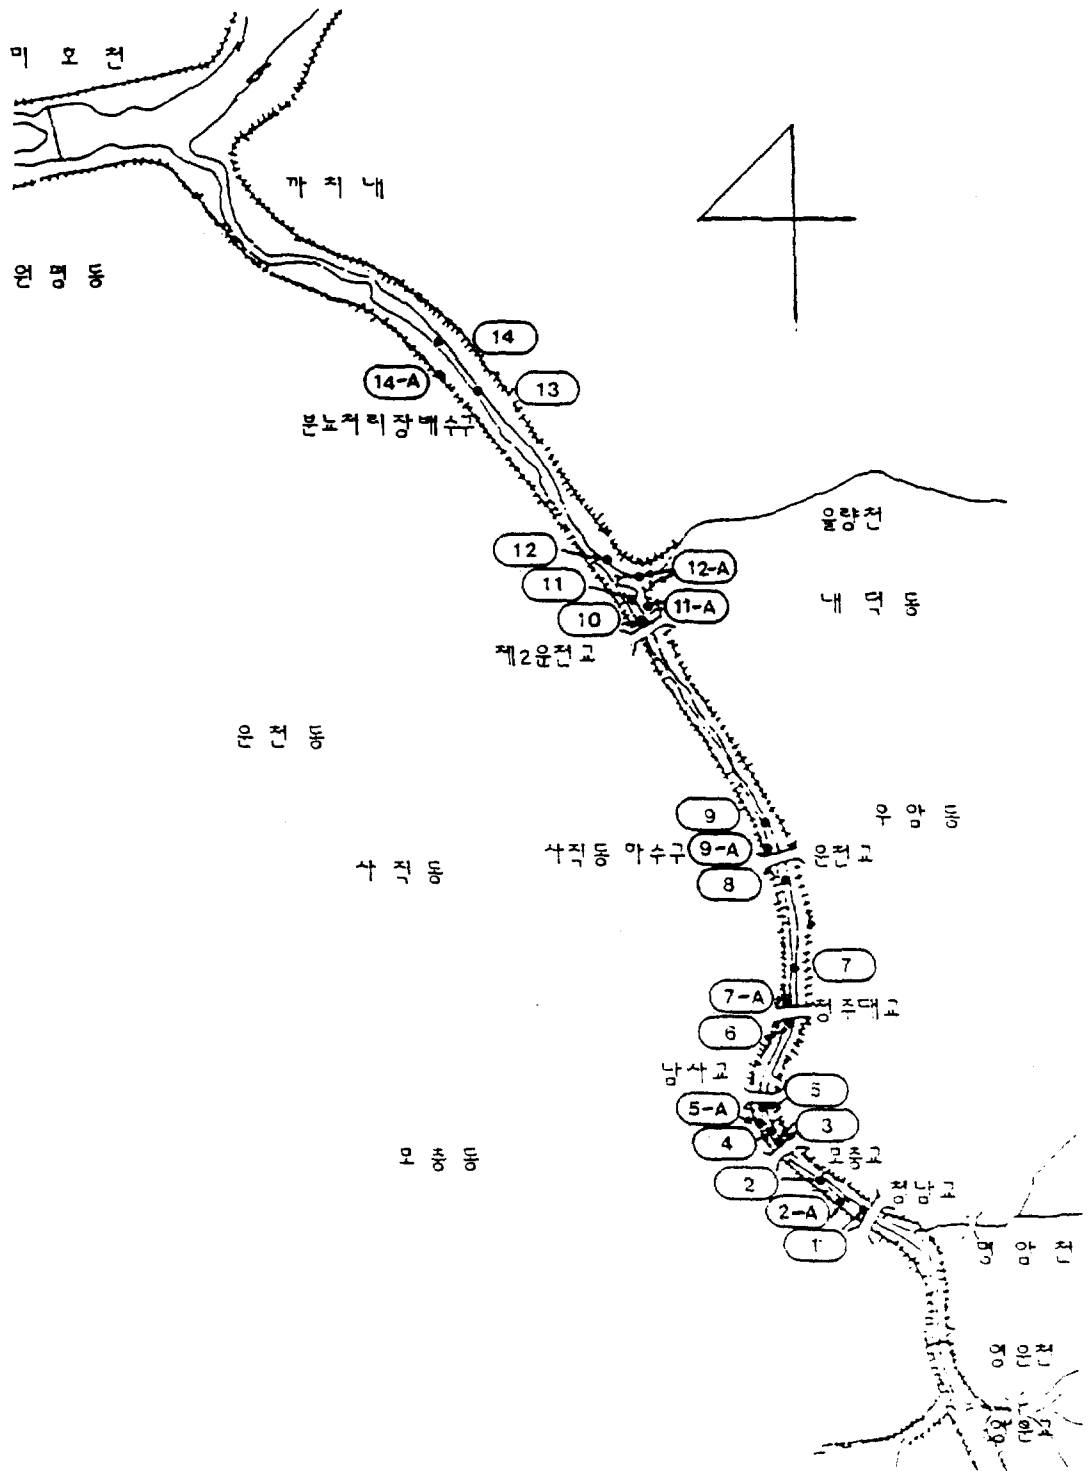 미 호 천
까 치 내
원 평 동
14
14-A
13
분뇨처리장배수구
율량천
12
12-A
11
내 덕 동
11-A
10
제2운천교
운 천 동
9
우 암 동
사직동 하수구
9-A
운천교
사 직 동
8
7
7-A
청주대교
6
남사교
5
5-A
3
4
모충교
모 충 동
2
청남교
2-A
1
명 암 천
영 운 천